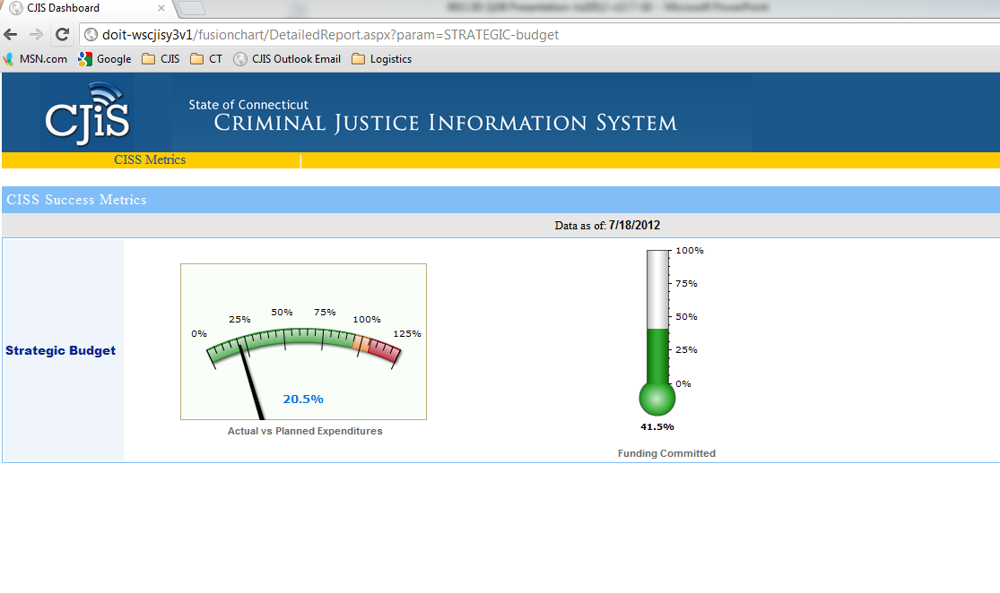 CJIS Dashboard
Microsoft PowerPoint
doit-wscjisy3v1/fusionchart/DetailedReport.aspx?param=STRATEGIC-budget
MSN.com Google CJIS CT CJIS Outlook Email Logistics
CJiS
State of Connecticut
CRIMINAL JUSTICE INFORMATION SYSTEM
CISS Metrics
CISS Success Metrics
Data as of: 7/18/2012
Strategic Budget
0% 25% 50% 75% 100% 125%
20.5%
Actual vs Planned Expenditures
100%
75%
50%
25%
0%
41.5%
Funding Committed